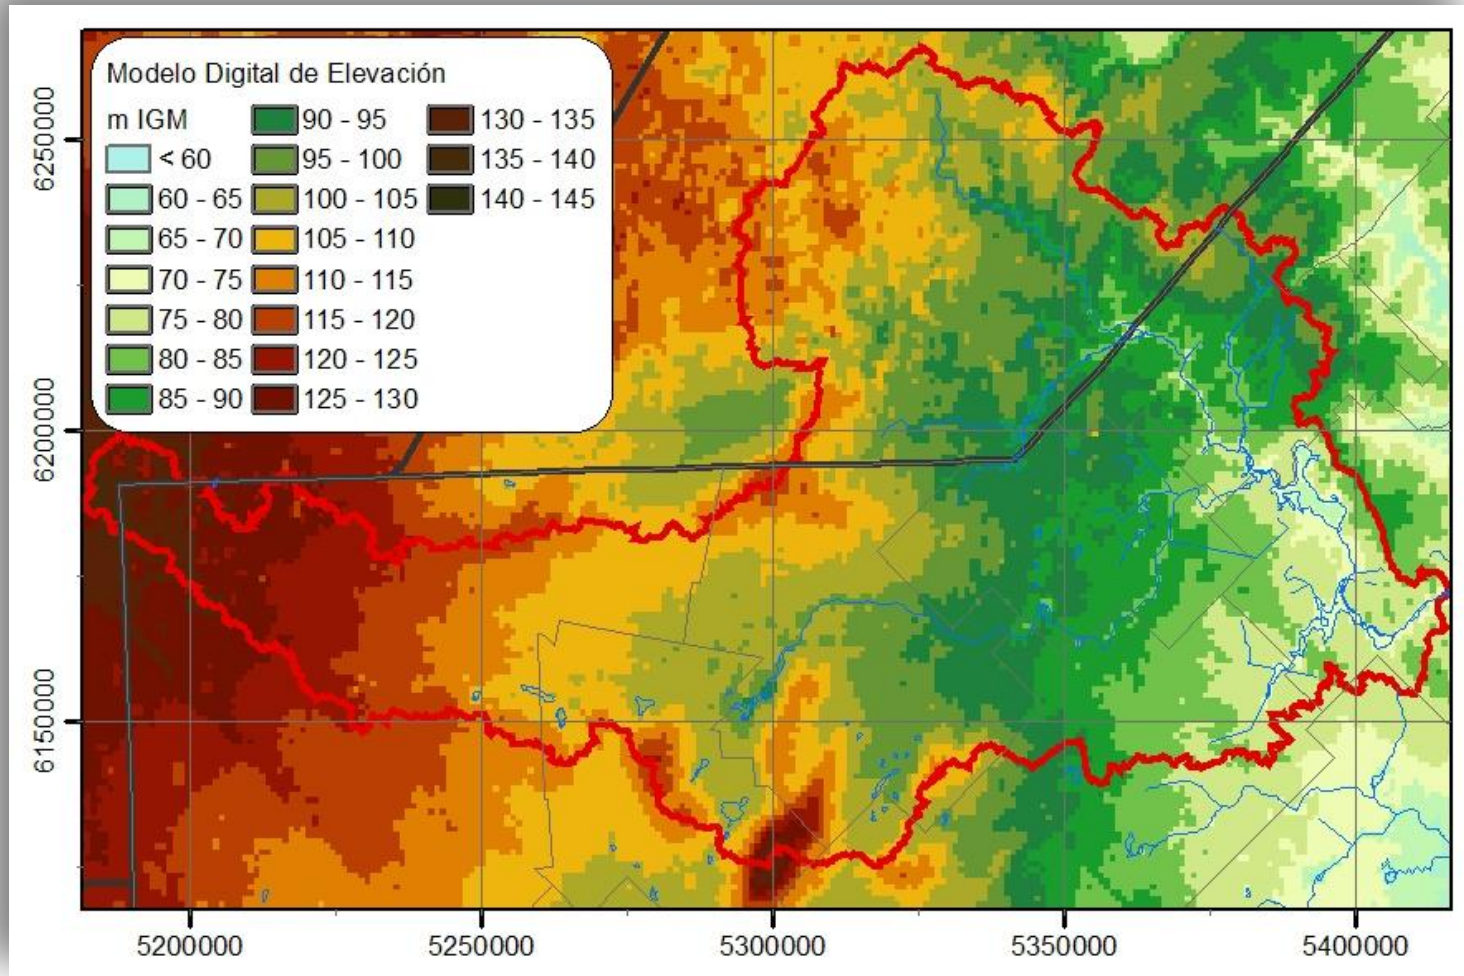 Modelo Digital de Elevación
m IGM
< 60
60 - 65
65 - 70
70 - 75
75 - 80
80 - 85
85 - 90
90 - 95
95 - 100
100 - 105
105 - 110
110 - 115
115 - 120
120 - 125
125 - 130
130 - 135
135 - 140
140 - 145
6250000
6200000
6150000
5200000
5250000
5300000
5350000
5400000